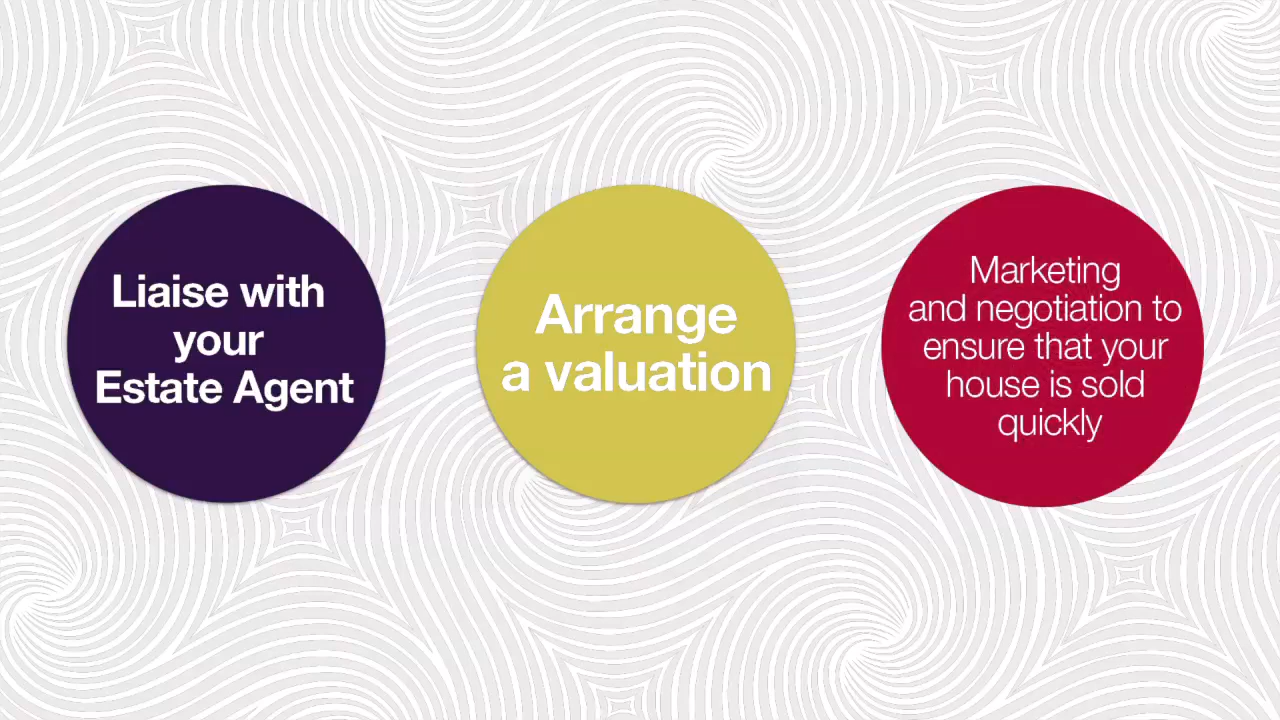 Liaise with
your
Estate Agent
Arrange
a valuation
Marketing
and negotiation to
ensure that your
house is sold
quickly